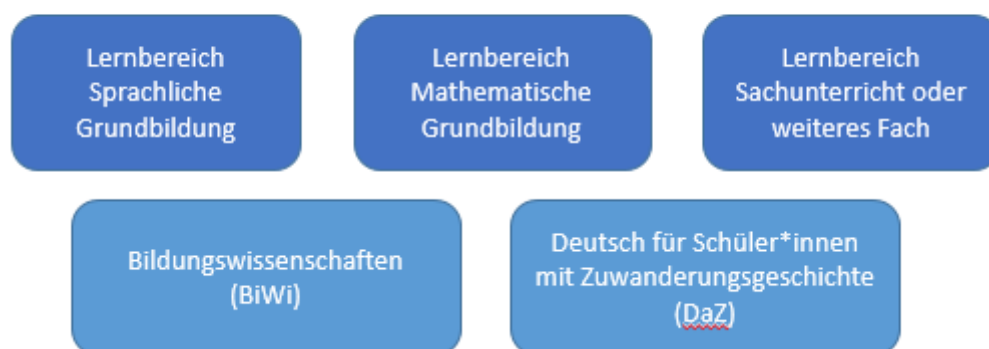 Lernbereich
Sprachliche
Grundbildung
Lernbereich
Mathematische
Grundbildung
Lernbereich
Sachunterricht oder
weiteres Fach
Bildungswissenschaften
(BiWi)
Deutsch für Schüler*innen
mit Zuwanderungsgeschichte
(DaZ)